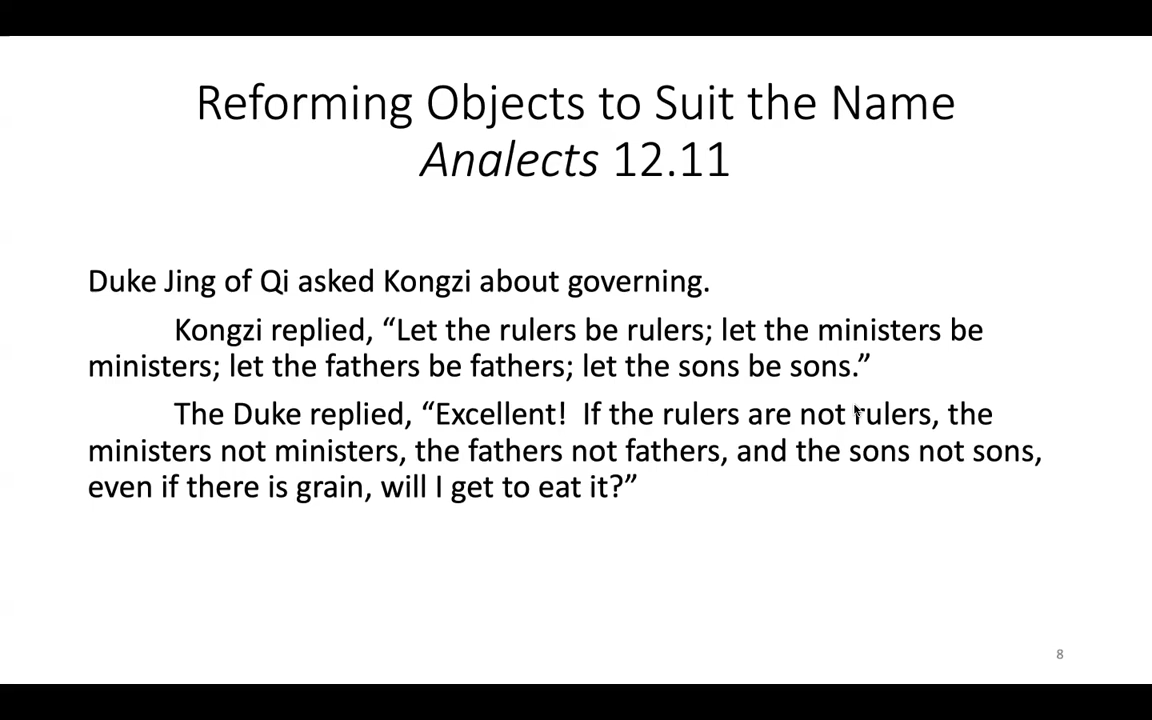 Reforming Objects to Suit the Name
Analects 12.11
Duke Jing of Qi asked Kongzi about governing.
Kongzi replied, “Let the rulers be rulers; let the ministers be
ministers; let the fathers be fathers; let the sons be sons.”
The Duke replied, “Excellent!  If the rulers are not rulers, the
ministers not ministers, the fathers not fathers, and the sons not sons,
even if there is grain, will I get to eat it?”
8